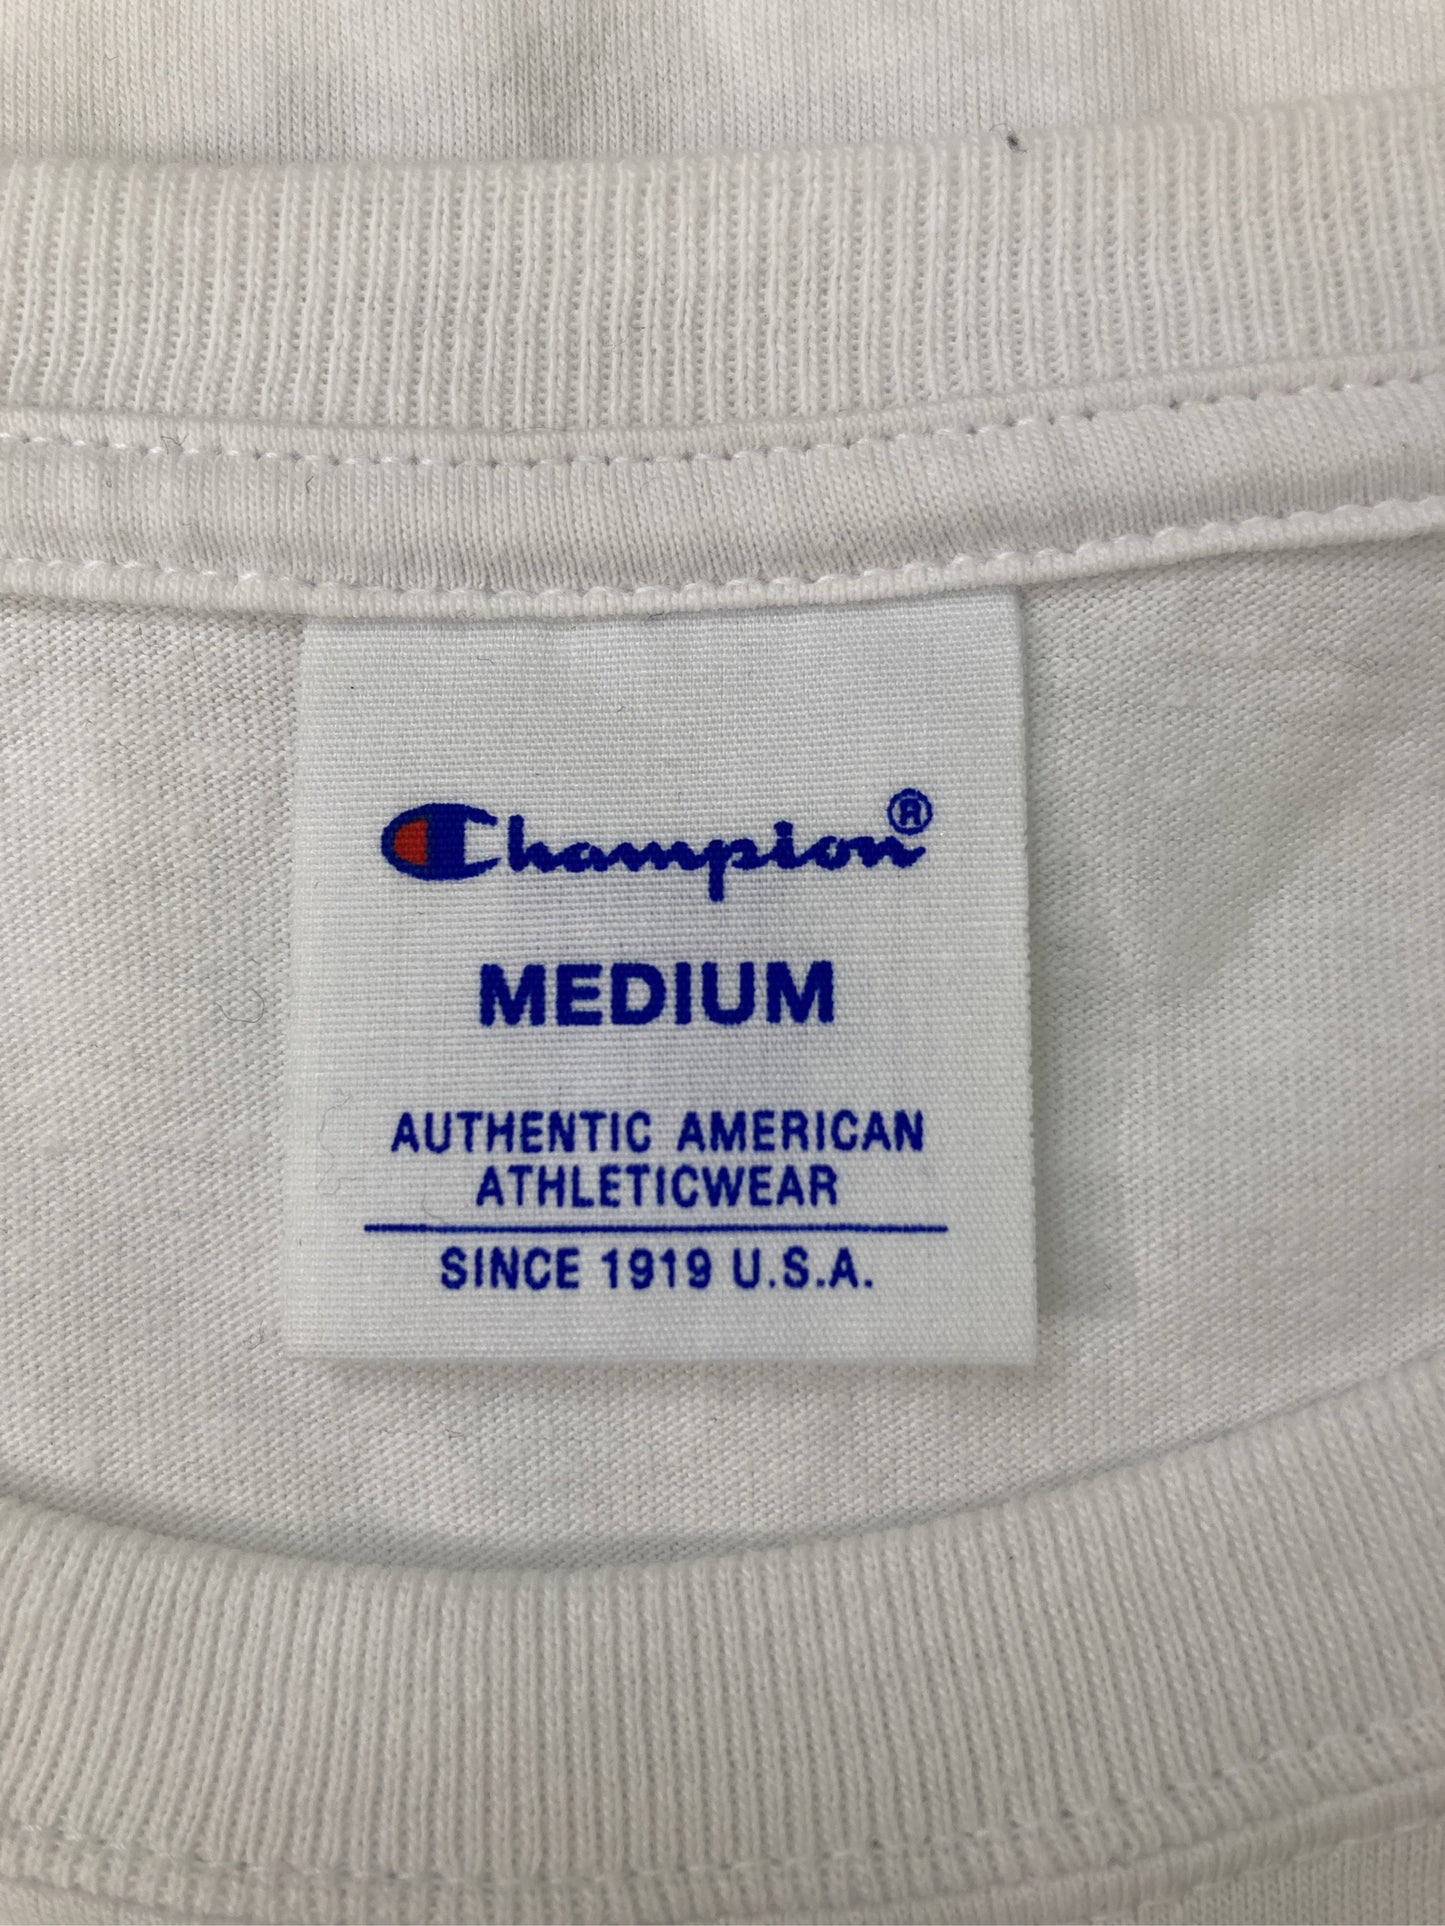 Champion®
MEDIUM
AUTHENTIC AMERICAN
ATHLETICWEAR
SINCE 1919 U.S.A.